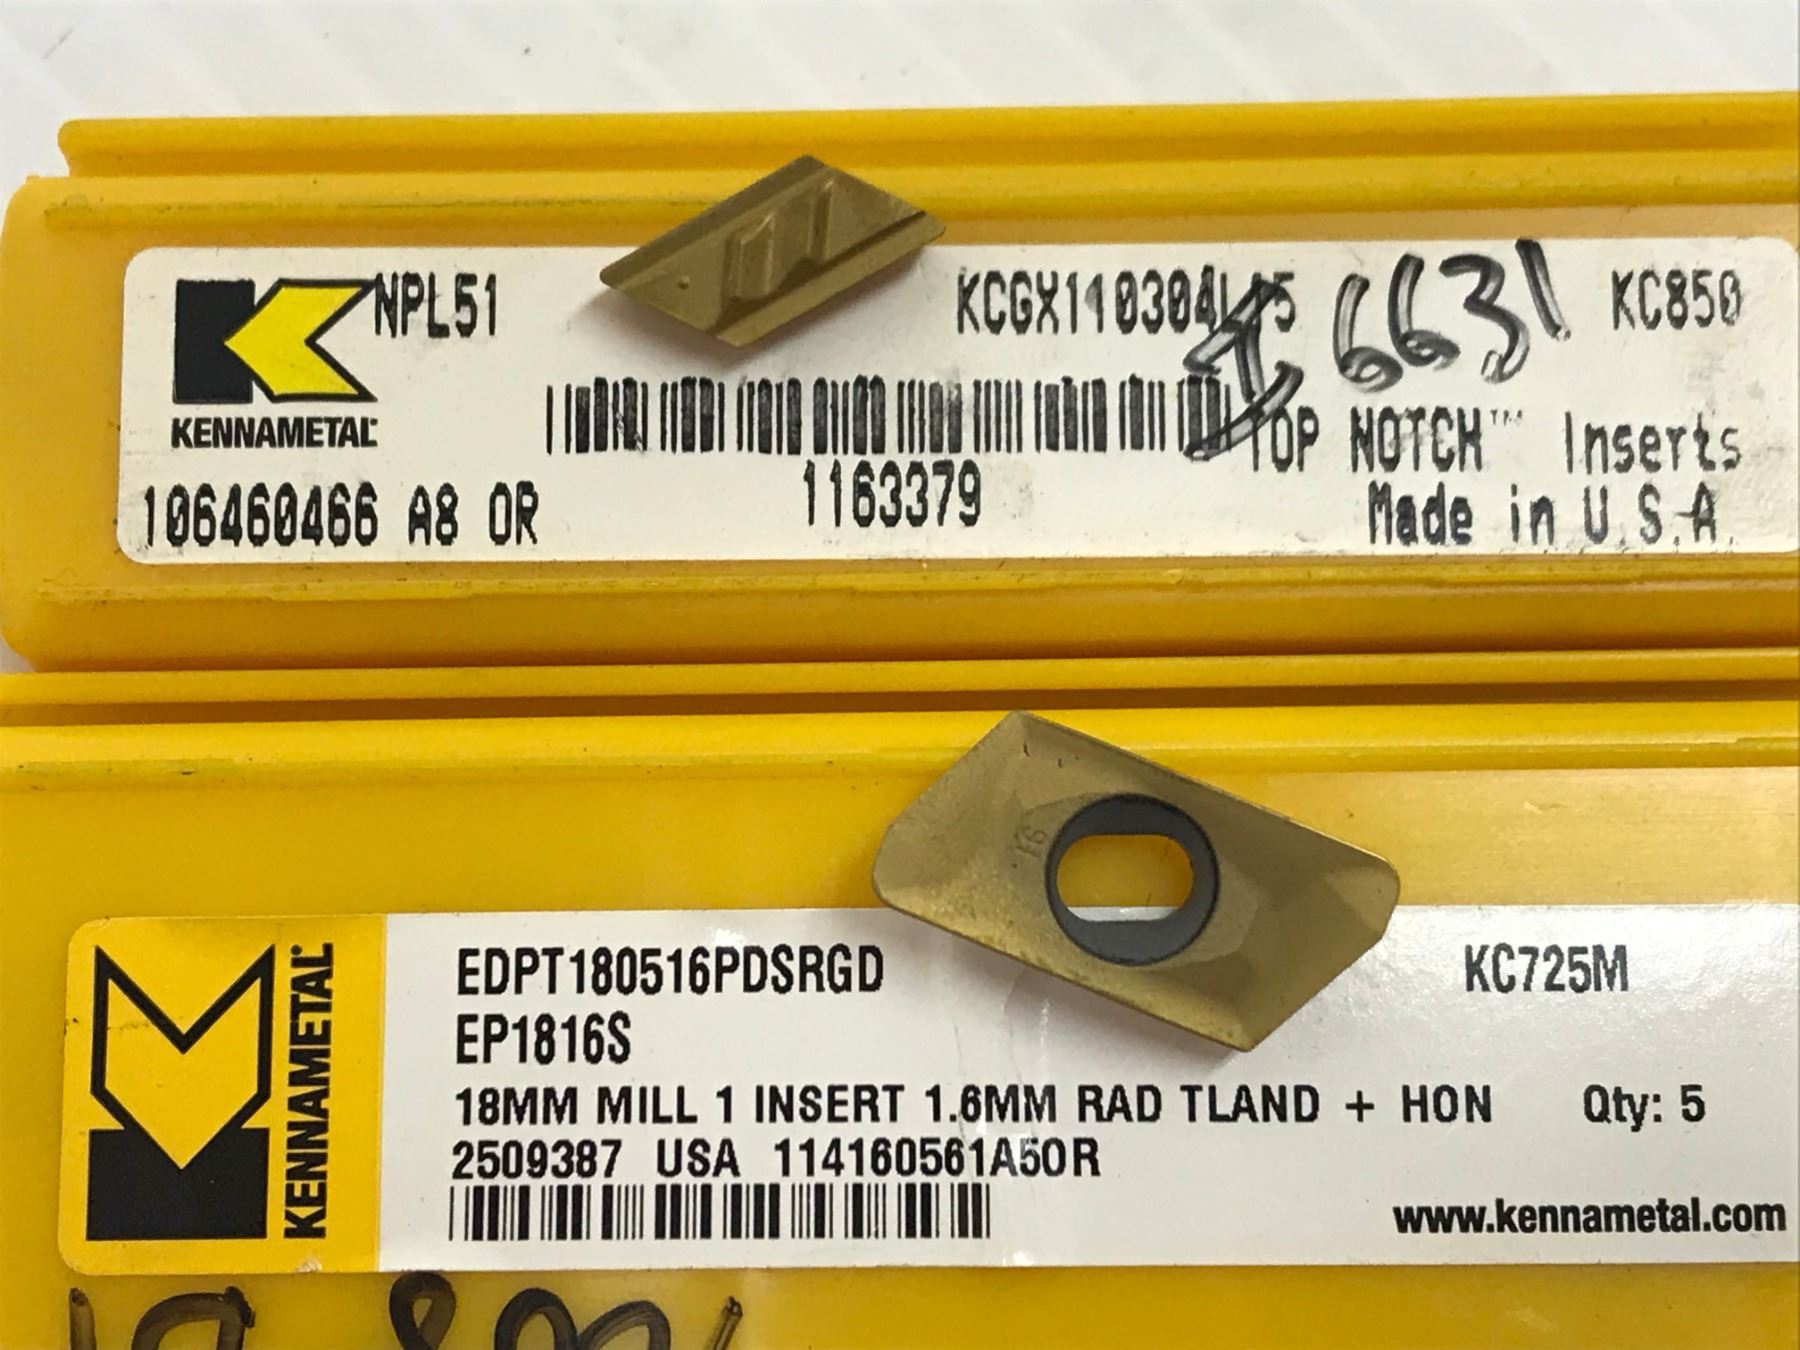 NPL51 KCGX110304L15 KC850
I 6631
KENNAMETAL
TOP NOTCH™ Inserts
106460466 A8 OR 1163379 Made in U.S.A.
EDPT180516PDSRGD KC725M
EP1816S
18MM MILL 1 INSERT 1.6MM RAD TLAND + HON Qty: 5
2509387 USA 114160561A5OR
www.kennametal.com
KENNAMETAL